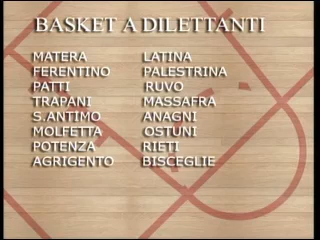 BASKET A DILETTANTI
MATERA LATINA
FERENTINO PALESTRINA
PATTI RUVO
TRAPANI MASSAFRA
S.ANTIMO ANAGNI
MOLFETTA OSTUNI
POTENZA RIETI
AGRIGENTO BISCEGLIE